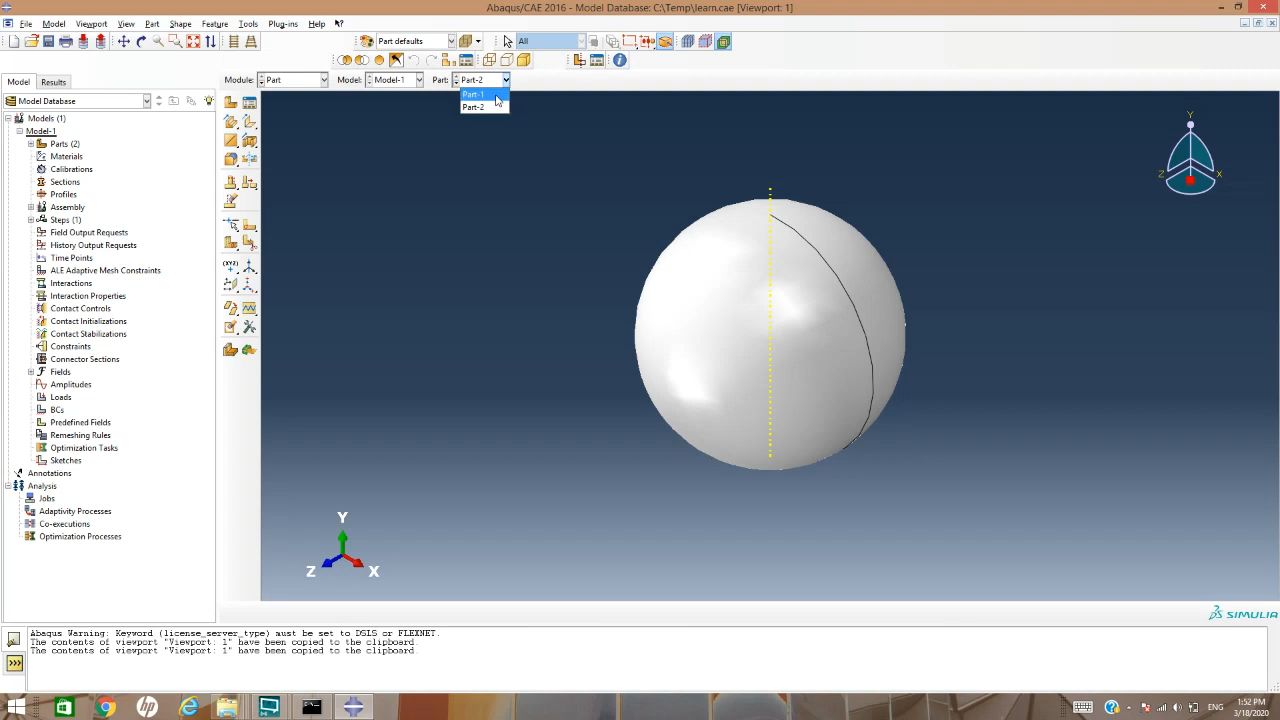 Abaqus/CAE 2016 - Model Database: C:\Temp\learn.cae [Viewport: 1]
File Model Viewport View Part Shape Feature Tools Plug-ins Help
Part defaults All
Module: Part Model: Model-1 Part: Part-2
Part-1
Part-2
Model Results
Model Database
Models (1)
Model-1
Parts (2)
Materials
Calibrations
Sections
Profiles
Assembly
Steps (1)
Field Output Requests
History Output Requests
Time Points
ALE Adaptive Mesh Constraints
Interactions
Interaction Properties
Contact Controls
Contact Initializations
Contact Stabilizations
Constraints
Connector Sections
Fields
Amplitudes
Loads
BCs
Predefined Fields
Remeshing Rules
Optimization Tasks
Sketches
Annotations
Analysis
Jobs
Adaptivity Processes
Co-executions
Optimization Processes
(XYZ)
Y
Z X
Y
Z X
SIMULIA
Abaqus Warning: Keyword (license_server_type) must be set to DSLS or FLEXNET.
The contents of viewport "Viewport: 1" have been copied to the clipboard.
The contents of viewport "Viewport: 1" have been copied to the clipboard.
>>>
hp
ENG
1:52 PM
3/18/2020